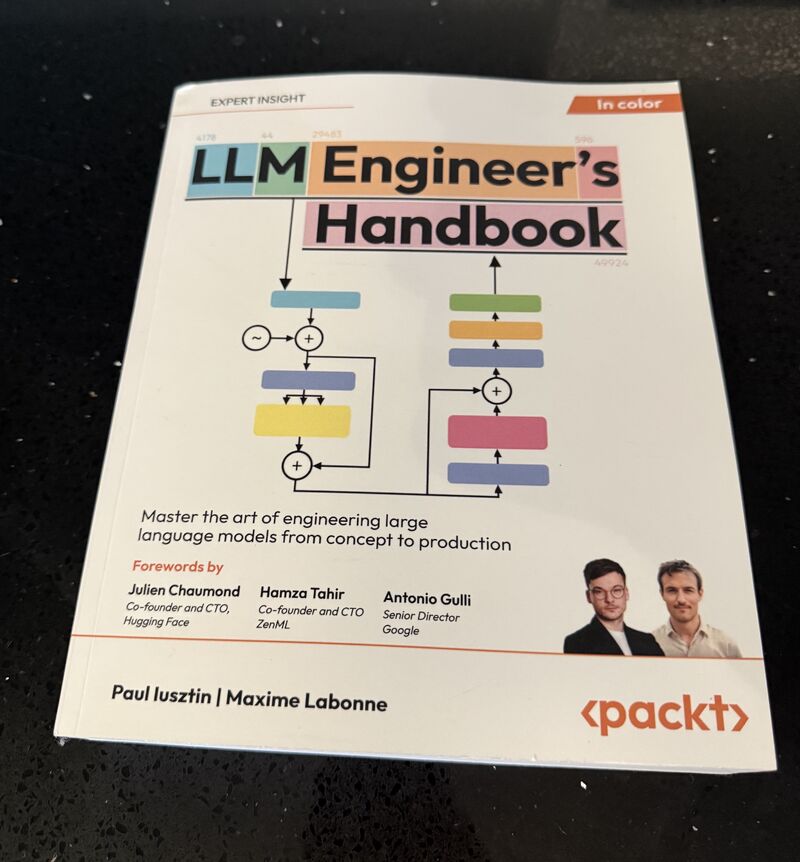 EXPERT INSIGHT
In color
4178 44 29483 596
LLM Engineer's
Handbook
49924
~
+
+
+
Master the art of engineering large
language models from concept to production
Forewords by
Julien Chaumond
Co-founder and CTO,
Hugging Face
Hamza Tahir
Co-founder and CTO
ZenML
Antonio Gulli
Senior Director
Google
Paul Iusztin | Maxime Labonne
<packt>